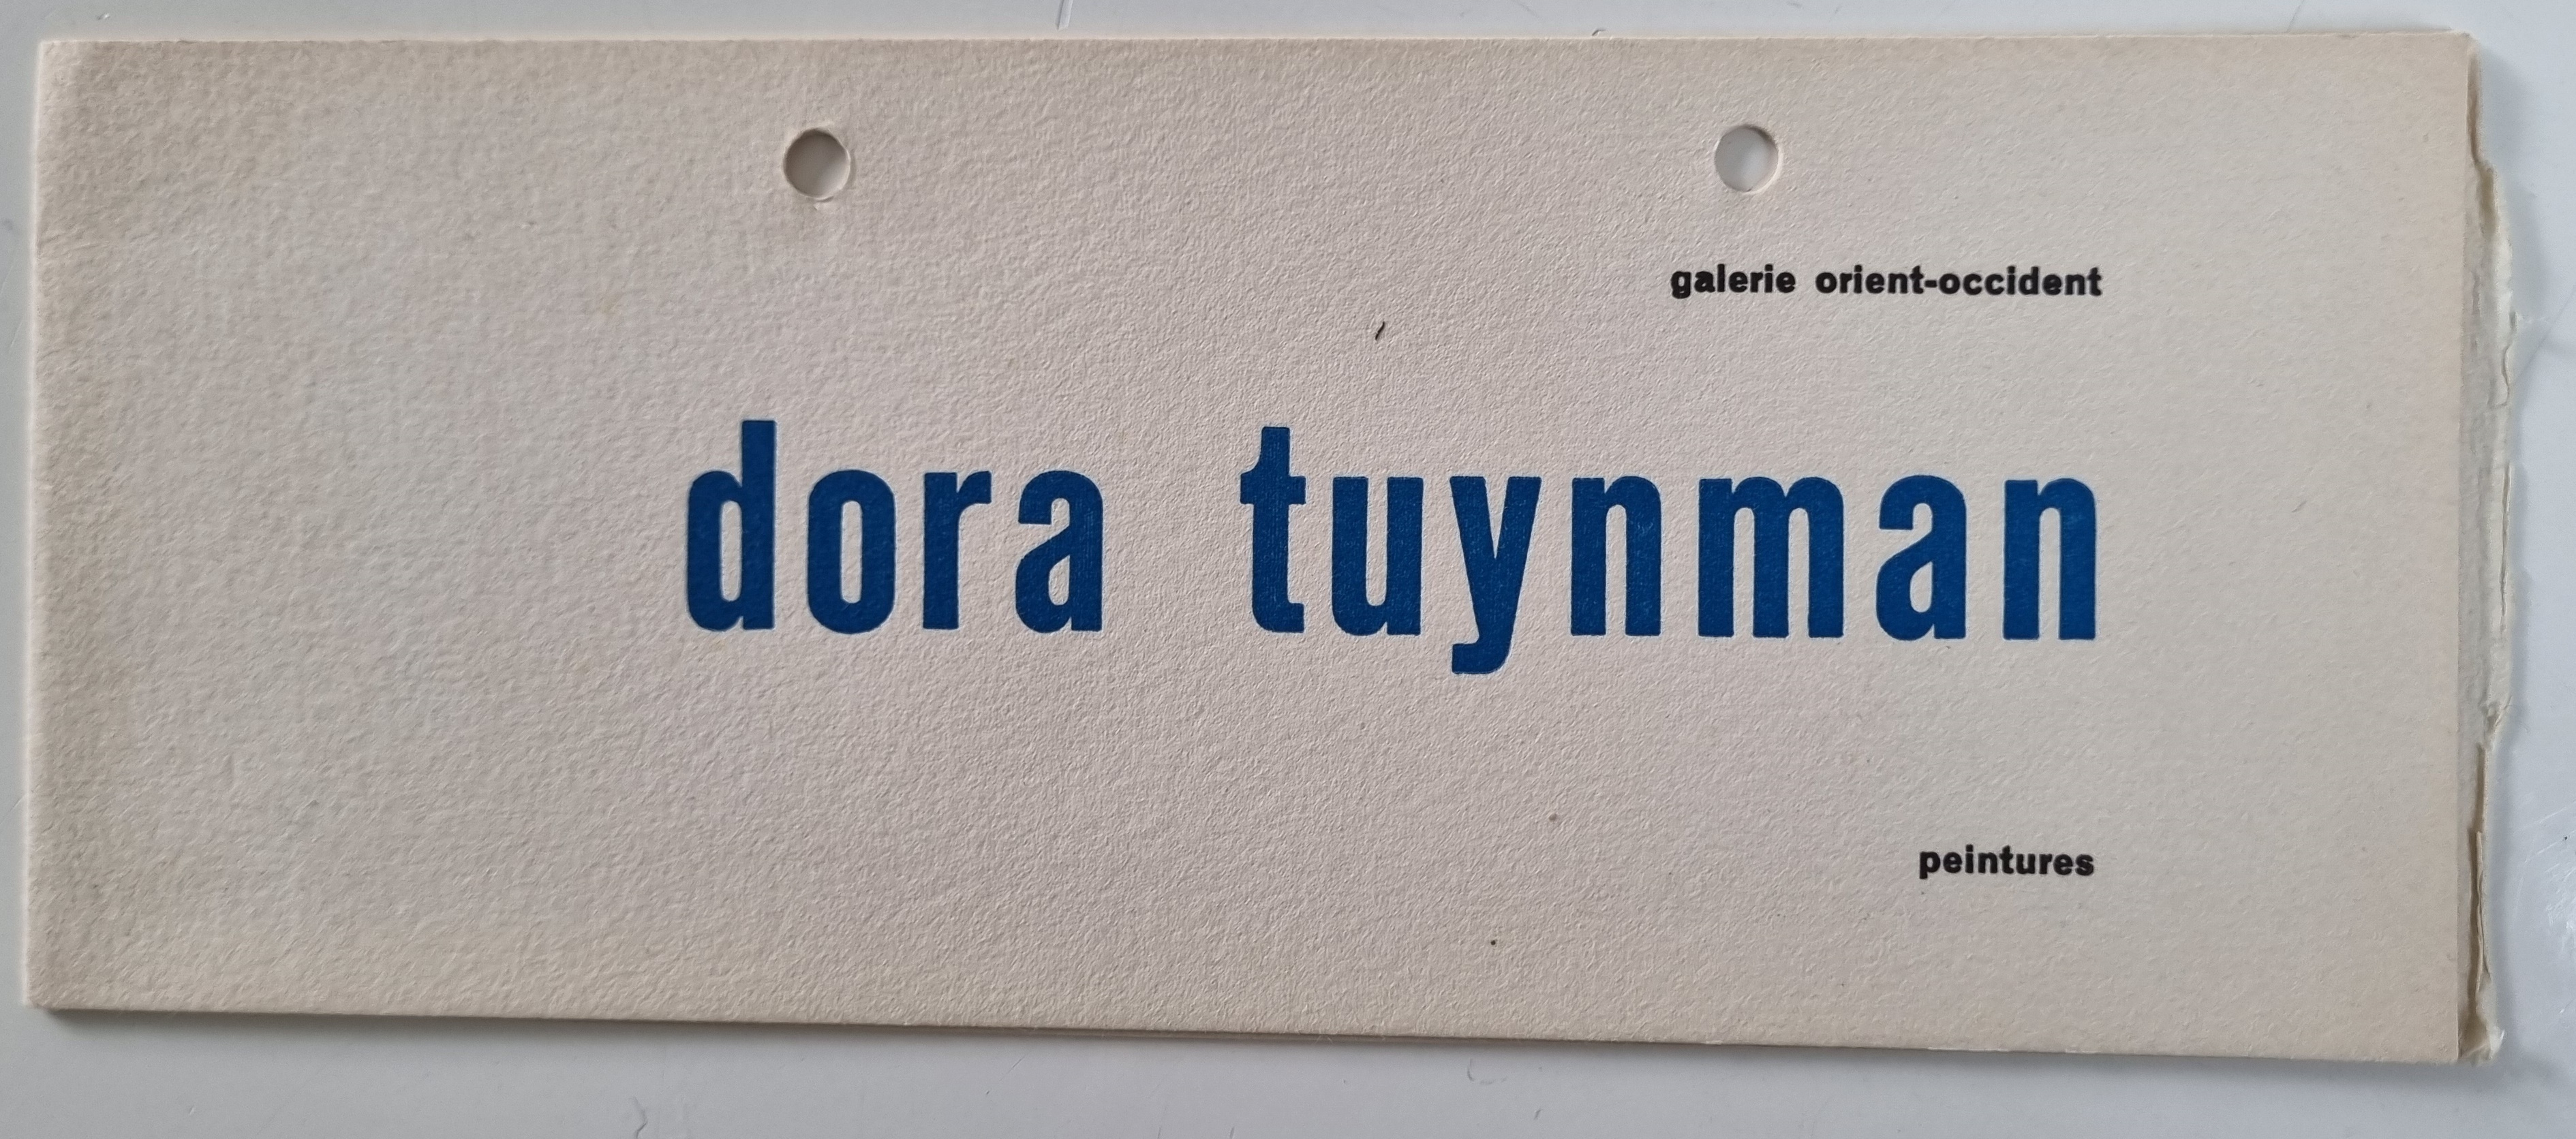 galerie orient-occident
dora tuynman
peintures